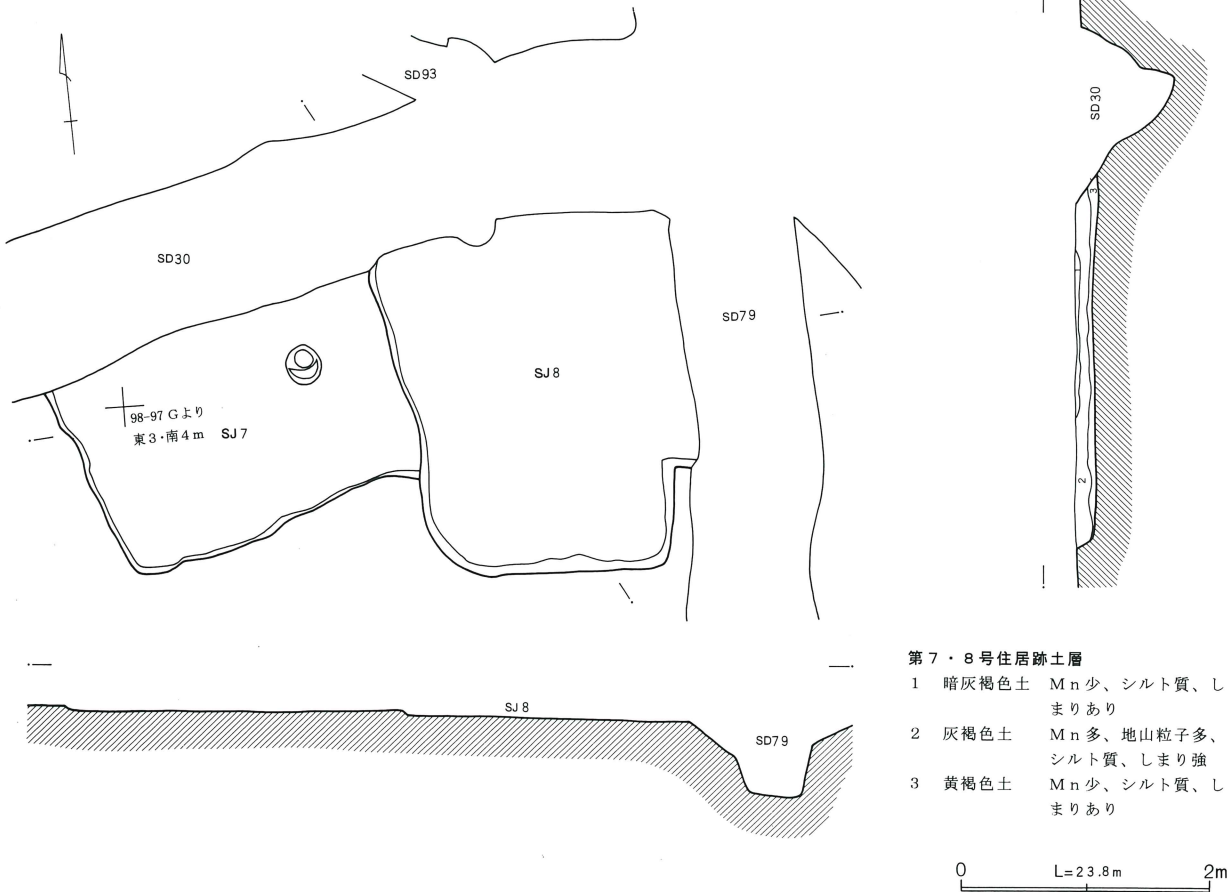 SD93
SD30
SD30
SD79
SJ8
98-97 Gより
東3・南4m SJ7
3
1
2
SJ8
SD79
第7・8号住居跡土層
1 暗灰褐色土 Mn少、シルト質、し
まりあり
2 灰褐色土 Mn多、地山粒子多、
シルト質、しまり強
3 黄褐色土 Mn少、シルト質、し
まりあり
0 L=23.8m 2m